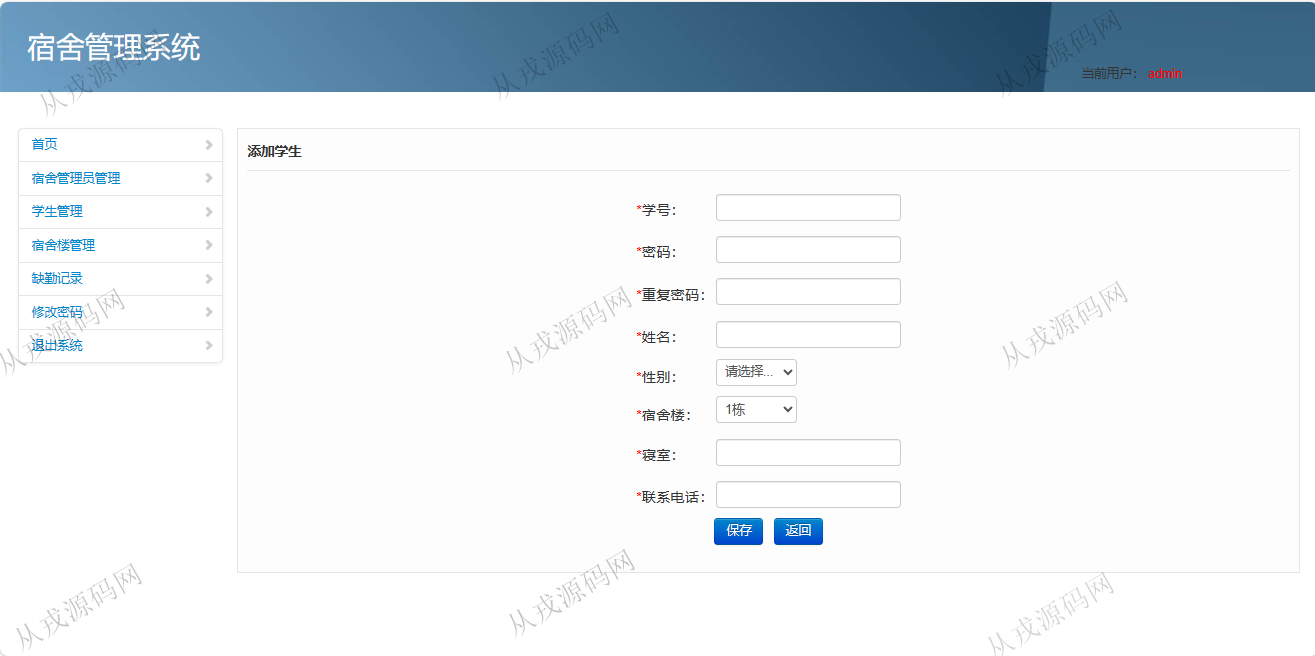 宿舍管理系统
当前用户： admin
首页
宿舍管理员管理
学生管理
宿舍楼管理
缺勤记录
修改密码
退出系统
添加学生
*学号：
*密码：
*重复密码：
*姓名：
*性别： 请选择...
*宿舍楼： 1栋
*寝室：
*联系电话：
保存 返回
从戎源码网
从戎源码网
从戎源码网
从戎源码网
从戎源码网
从戎源码网
从戎源码网
从戎源码网
从戎源码网